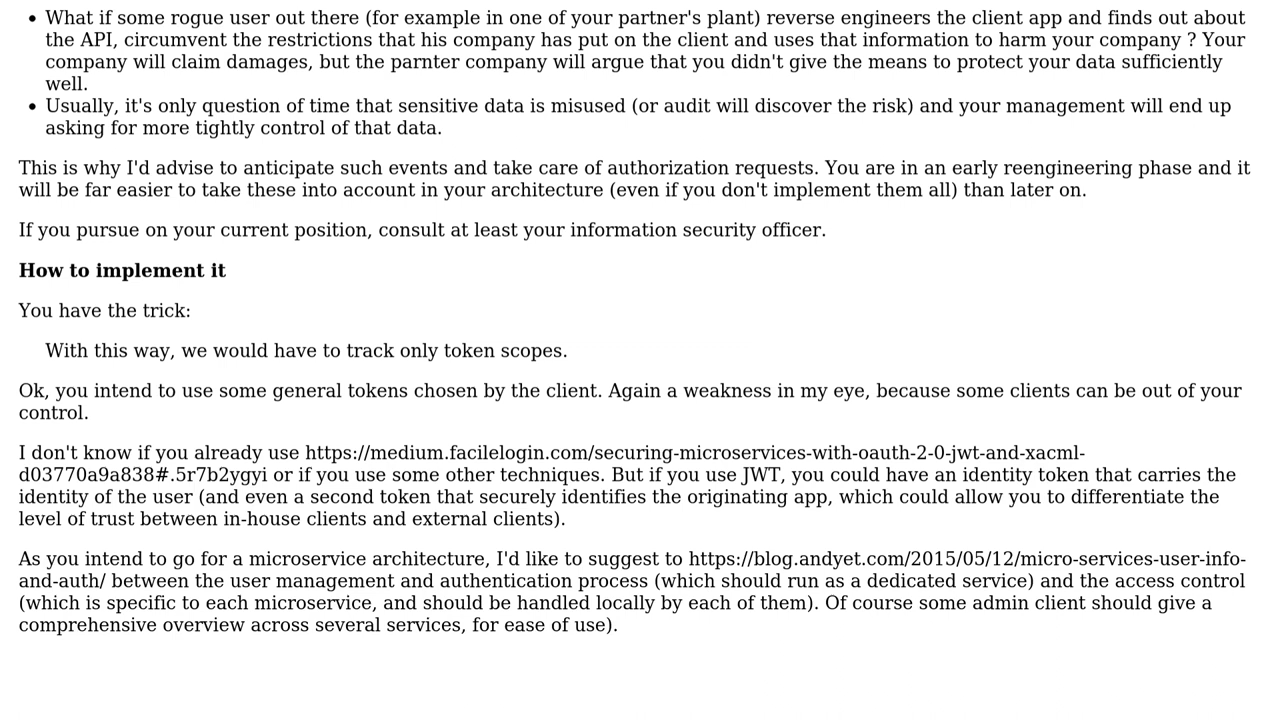 • What if some rogue user out there (for example in one of your partner's plant) reverse engineers the client app and finds out about
the API, circumvent the restrictions that his company has put on the client and uses that information to harm your company ? Your
company will claim damages, but the parnter company will argue that you didn't give the means to protect your data sufficiently
well.
• Usually, it's only question of time that sensitive data is misused (or audit will discover the risk) and your management will end up
asking for more tightly control of that data.
This is why I'd advise to anticipate such events and take care of authorization requests. You are in an early reengineering phase and it
will be far easier to take these into account in your architecture (even if you don't implement them all) than later on.
If you pursue on your current position, consult at least your information security officer.
How to implement it
You have the trick:
With this way, we would have to track only token scopes.
Ok, you intend to use some general tokens chosen by the client. Again a weakness in my eye, because some clients can be out of your
control.
I don't know if you already use https://medium.facilelogin.com/securing-microservices-with-oauth-2-0-jwt-and-xacml-
d03770a9a838#.5r7b2ygyi or if you use some other techniques. But if you use JWT, you could have an identity token that carries the
identity of the user (and even a second token that securely identifies the originating app, which could allow you to differentiate the
level of trust between in-house clients and external clients).
As you intend to go for a microservice architecture, I'd like to suggest to https://blog.andyet.com/2015/05/12/micro-services-user-info-
and-auth/ between the user management and authentication process (which should run as a dedicated service) and the access control
(which is specific to each microservice, and should be handled locally by each of them). Of course some admin client should give a
comprehensive overview across several services, for ease of use).